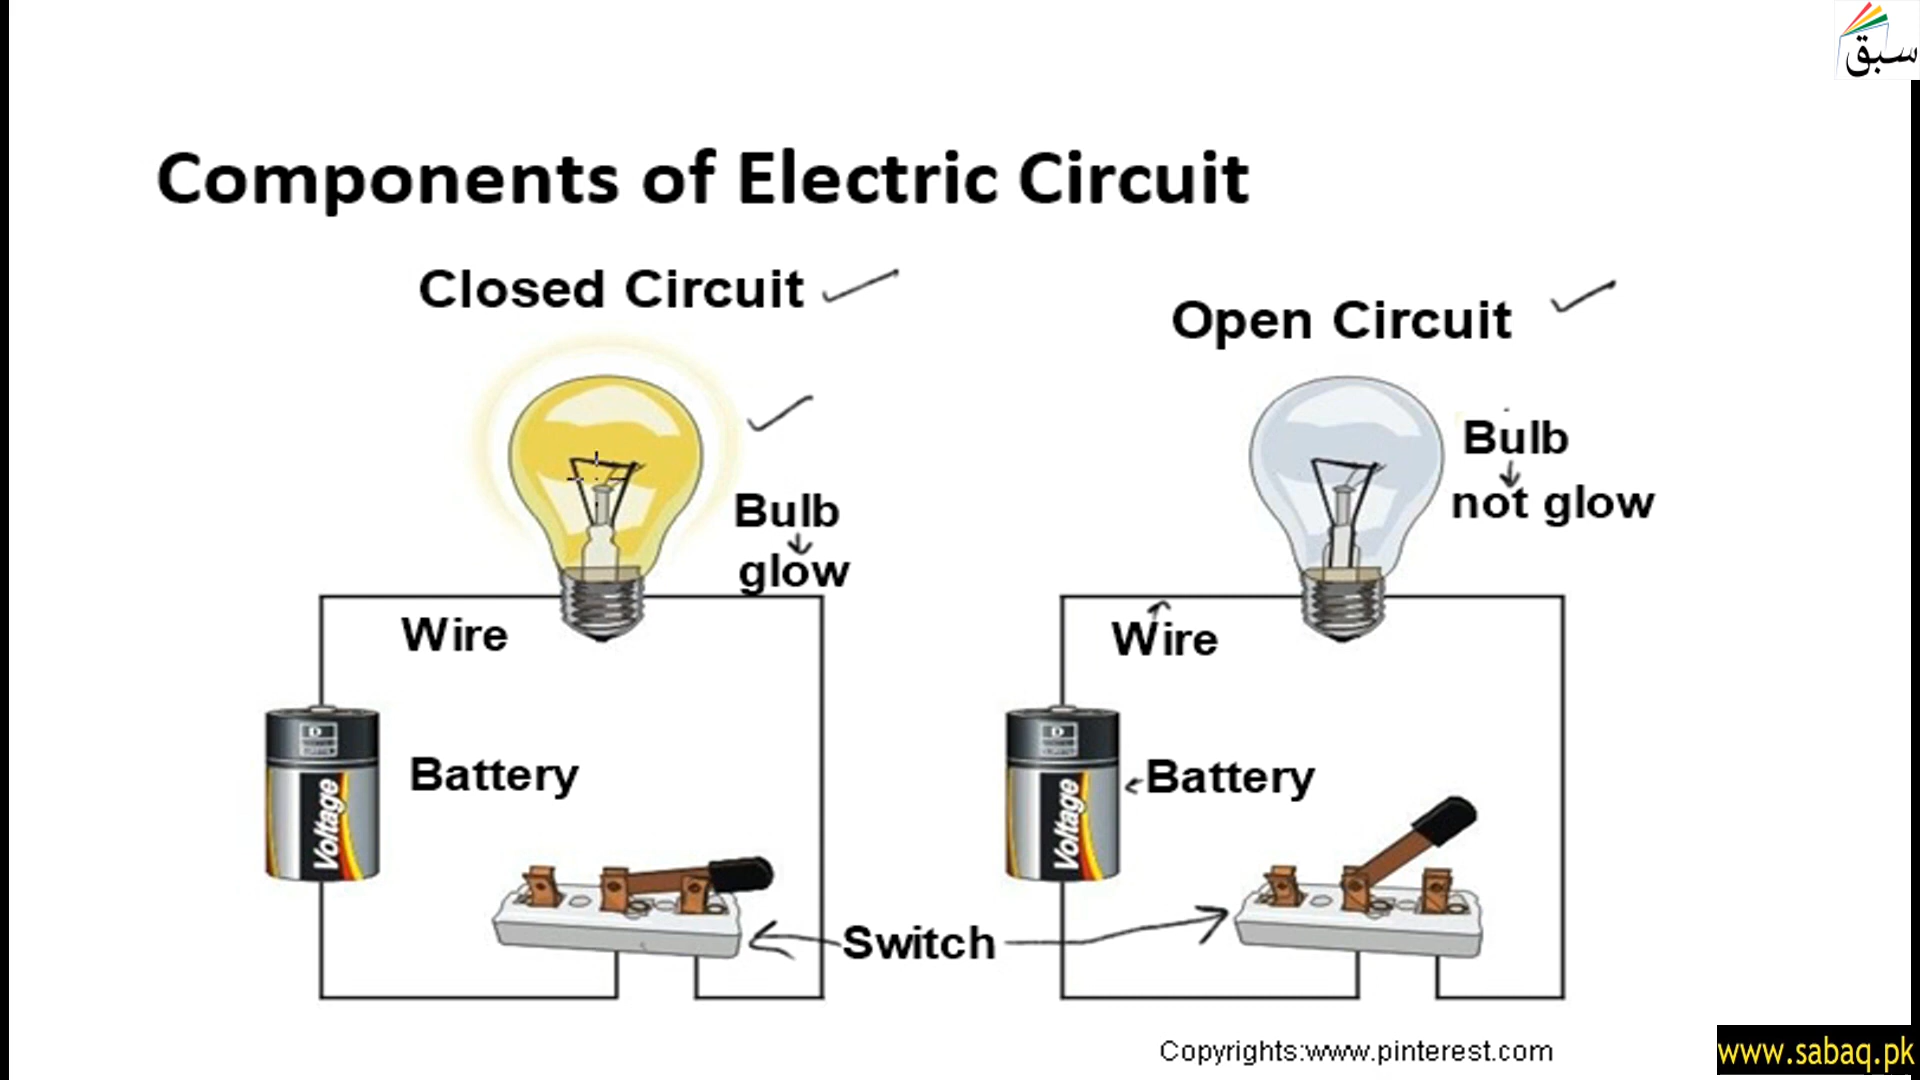 سبق
Components of Electric Circuit
Closed Circuit
Open Circuit
Bulb
glow
Bulb
not glow
Wire
Wire
Battery
Battery
D
Voltage
D
Voltage
Switch
Copyrights:www.pinterest.com
www.sabaq.pk